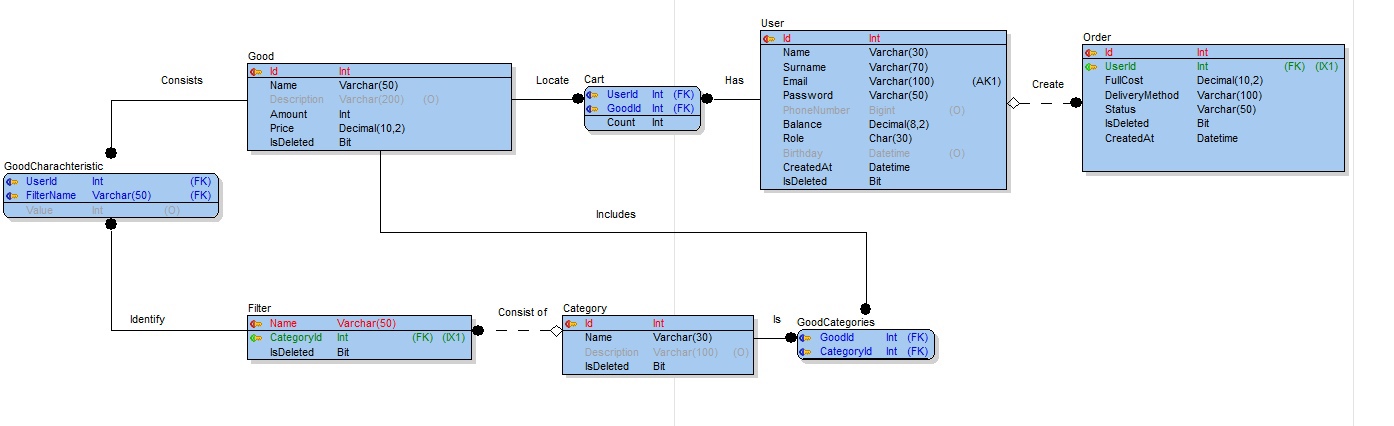 User
Id Int
Name Varchar(30)
Surname Varchar(70)
Email Varchar(100) (AK1)
Password Varchar(50)
PhoneNumber Bigint (O)
Balance Decimal(8,2)
Role Char(30)
Birthday Datetime (O)
CreatedAt Datetime
IsDeleted Bit
Order
Id Int
UserId Int (FK) (IX1)
FullCost Decimal(10,2)
DeliveryMethod Varchar(100)
Status Varchar(50)
IsDeleted Bit
CreatedAt Datetime
Create
Has
Good
Id Int
Name Varchar(50)
Description Varchar(200) (O)
Amount Int
Price Decimal(10,2)
IsDeleted Bit
Locate
Cart
UserId Int (FK)
GoodId Int (FK)
Count Int
Consists
GoodCharachteristic
UserId Int (FK)
FilterName Varchar(50) (FK)
Value Int (O)
Includes
Identify
Filter
Name Varchar(50)
CategoryId Int (FK) (IX1)
IsDeleted Bit
Consist of
Category
Id Int
Name Varchar(30)
Description Varchar(100) (O)
IsDeleted Bit
Is
GoodCategories
GoodId Int (FK)
CategoryId Int (FK)